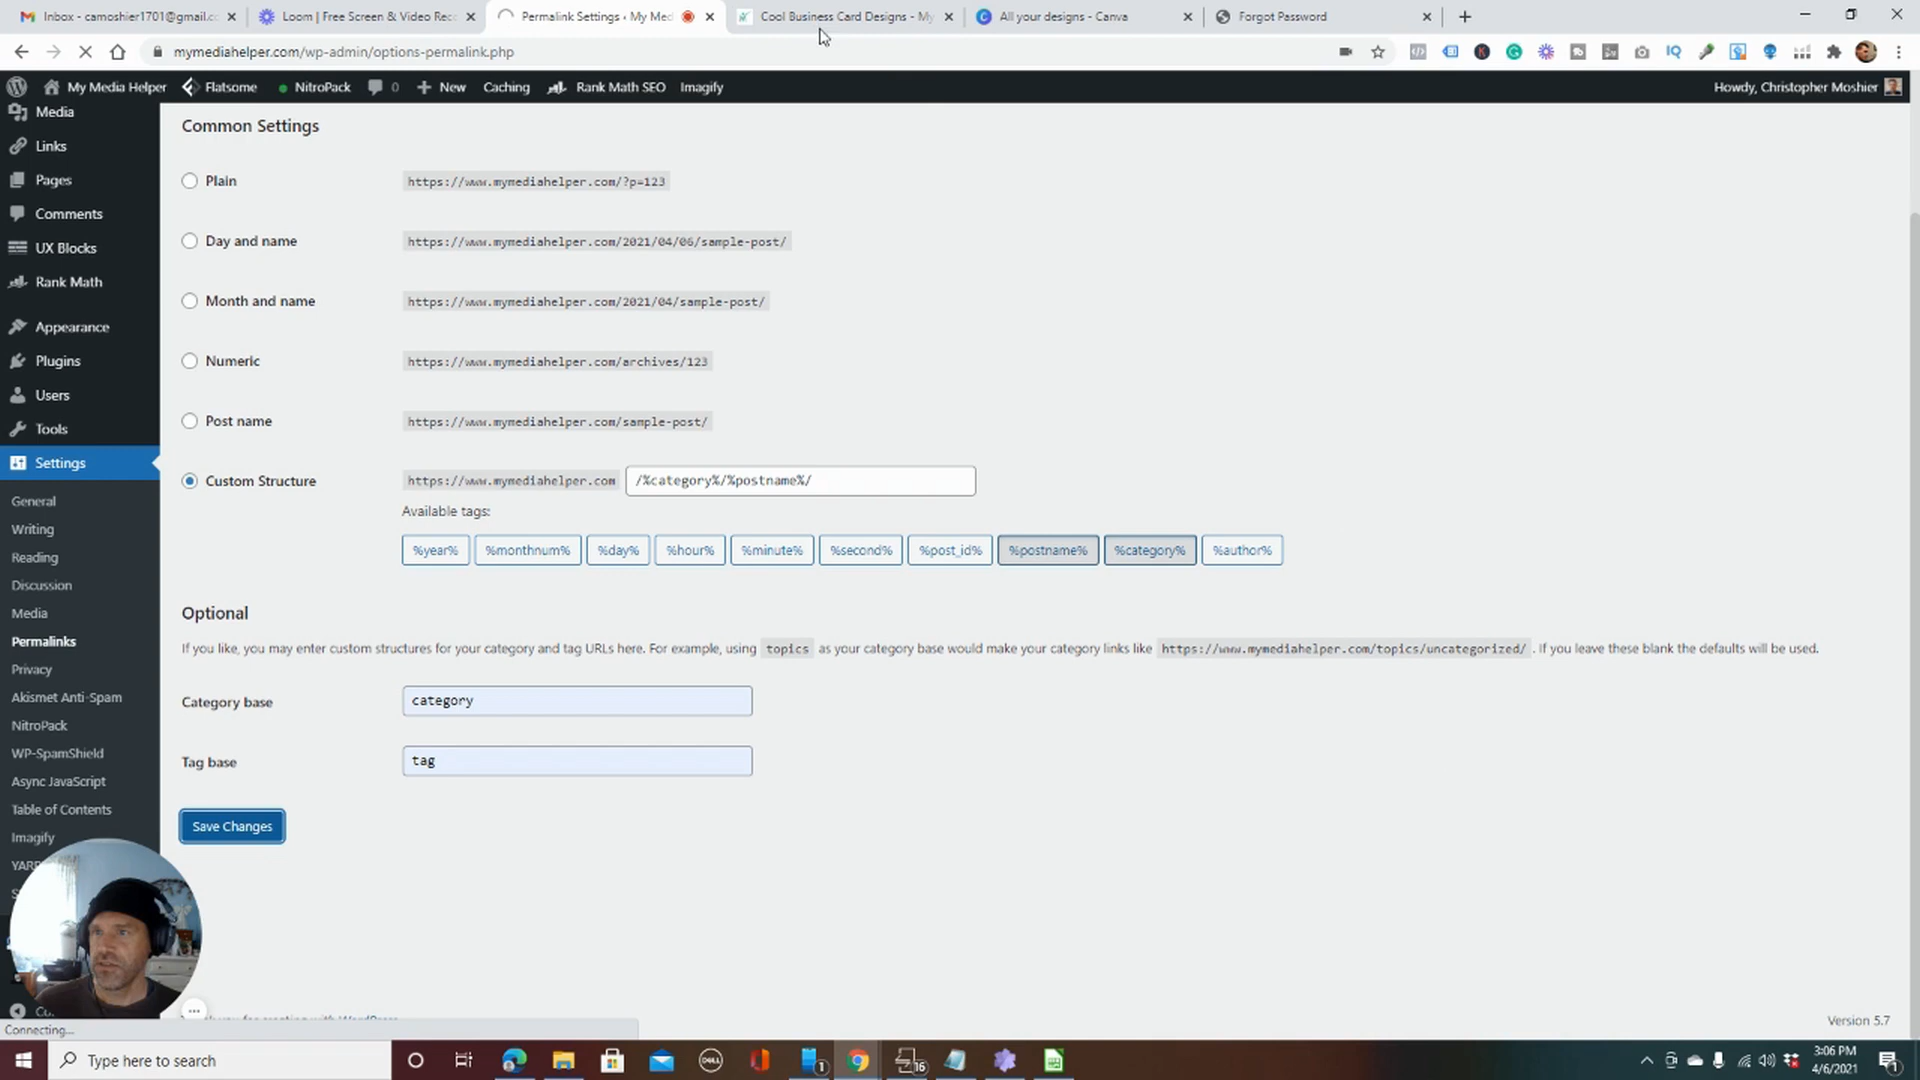 Inbox - camoshier1701@gmail.c
Loom | Free Screen & Video Rec
Permalink Settings ‹ My Med
Cool Business Card Designs - My
All your designs - Canva
Forgot Password
mymediahelper.com/wp-admin/options-permalink.php
My Media Helper
Flatsome
NitroPack
0
New
Caching
Rank Math SEO
Imagify
Howdy, Christopher Moshier
Media
Links
Pages
Comments
UX Blocks
Rank Math
Appearance
Plugins
Users
Tools
Settings
General
Writing
Reading
Discussion
Media
Permalinks
Privacy
Akismet Anti-Spam
NitroPack
WP-SpamShield
Async JavaScript
Table of Contents
Imagify
Common Settings
Plain
https://www.mymediahelper.com/?p=123
Day and name
https://www.mymediahelper.com/2021/04/06/sample-post/
Month and name
https://www.mymediahelper.com/2021/04/sample-post/
Numeric
https://www.mymediahelper.com/archives/123
Post name
https://www.mymediahelper.com/sample-post/
Custom Structure
https://www.mymediahelper.com
/%category%/%postname%/
Available tags:
%year% %monthnum% %day% %hour% %minute% %second% %post_id% %postname% %category% %author%
Optional
If you like, you may enter custom structures for your category and tag URLs here. For example, using topics as your category base would make your category links like https://www.mymediahelper.com/topics/uncategorized/ . If you leave these blank the defaults will be used.
Category base
category
Tag base
tag
Save Changes
Version 5.7
Connecting...
Type here to search
DELL
1
16
3:06 PM
4/6/2021
1